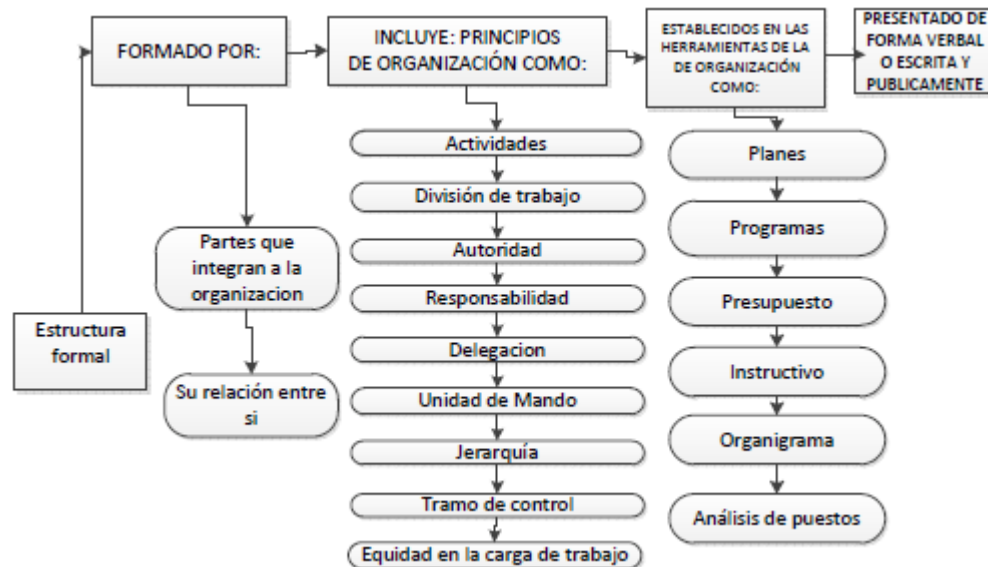 FORMADO POR:
INCLUYE: PRINCIPIOS
DE ORGANIZACIÓN COMO:
ESTABLECIDOS EN LAS
HERRAMIENTAS DE LA
DE ORGANIZACIÓN
COMO:
PRESENTADO DE
FORMA VERBAL
O ESCRITA Y
PUBLICAMENTE
Estructura
formal
Partes que
integran a la
organizacion
Su relación entre
si
Actividades
División de trabajo
Autoridad
Responsabilidad
Delegacion
Unidad de Mando
Jerarquía
Tramo de control
Equidad en la carga de trabajo
Planes
Programas
Presupuesto
Instructivo
Organigrama
Análisis de puestos